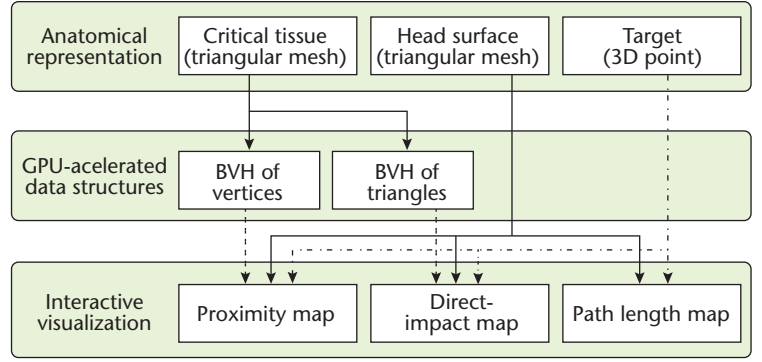 Anatomical
representation
Critical tissue
(triangular mesh)
Head surface
(triangular mesh)
Target
(3D point)
GPU-acelerated
data structures
BVH of
vertices
BVH of
triangles
Interactive
visualization
Proximity map
Direct-
impact map
Path length map